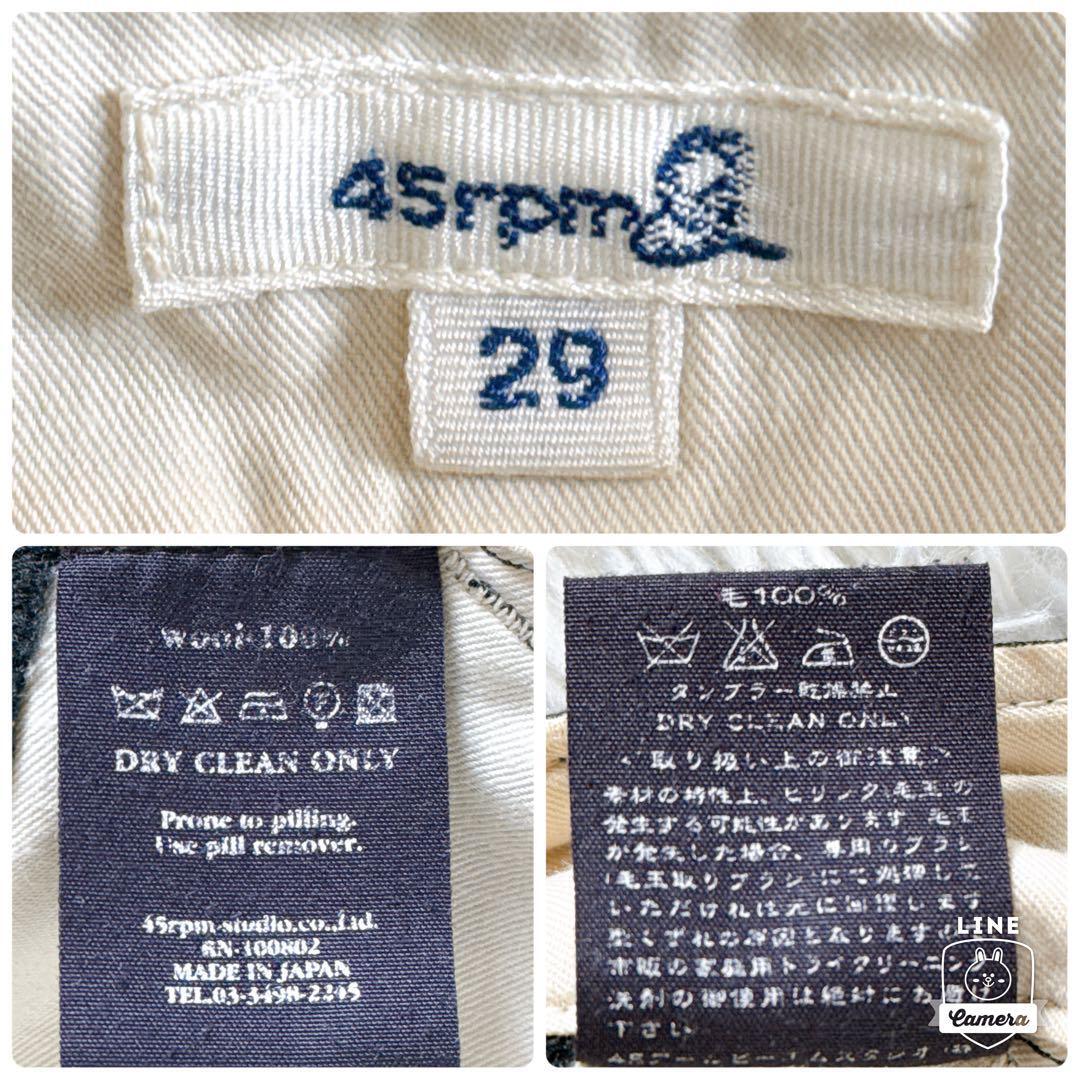 45rpm
29
Wool 100%
DRY CLEAN ONLY
Prone to pilling.
Use pill remover.
45rpm studio.co.,Ltd.
RN-100802
MADE IN JAPAN
TEL.03-3498-2245
毛100%
タンブラー乾燥禁止
DRY CLEAN ONLY
<取り扱い上の御注意>
素材の特性上、ピリング毛玉の
発生する可能性があります 毛玉
が発生した場合、専用のブラシ
(毛玉取りブラシ)にて処理して
いただければ元に回復します
型くずれの原因となります
市販の家庭用ドライクリーニング
洗剤の御使用は絶対にお避け
下さい
LINE
Camera